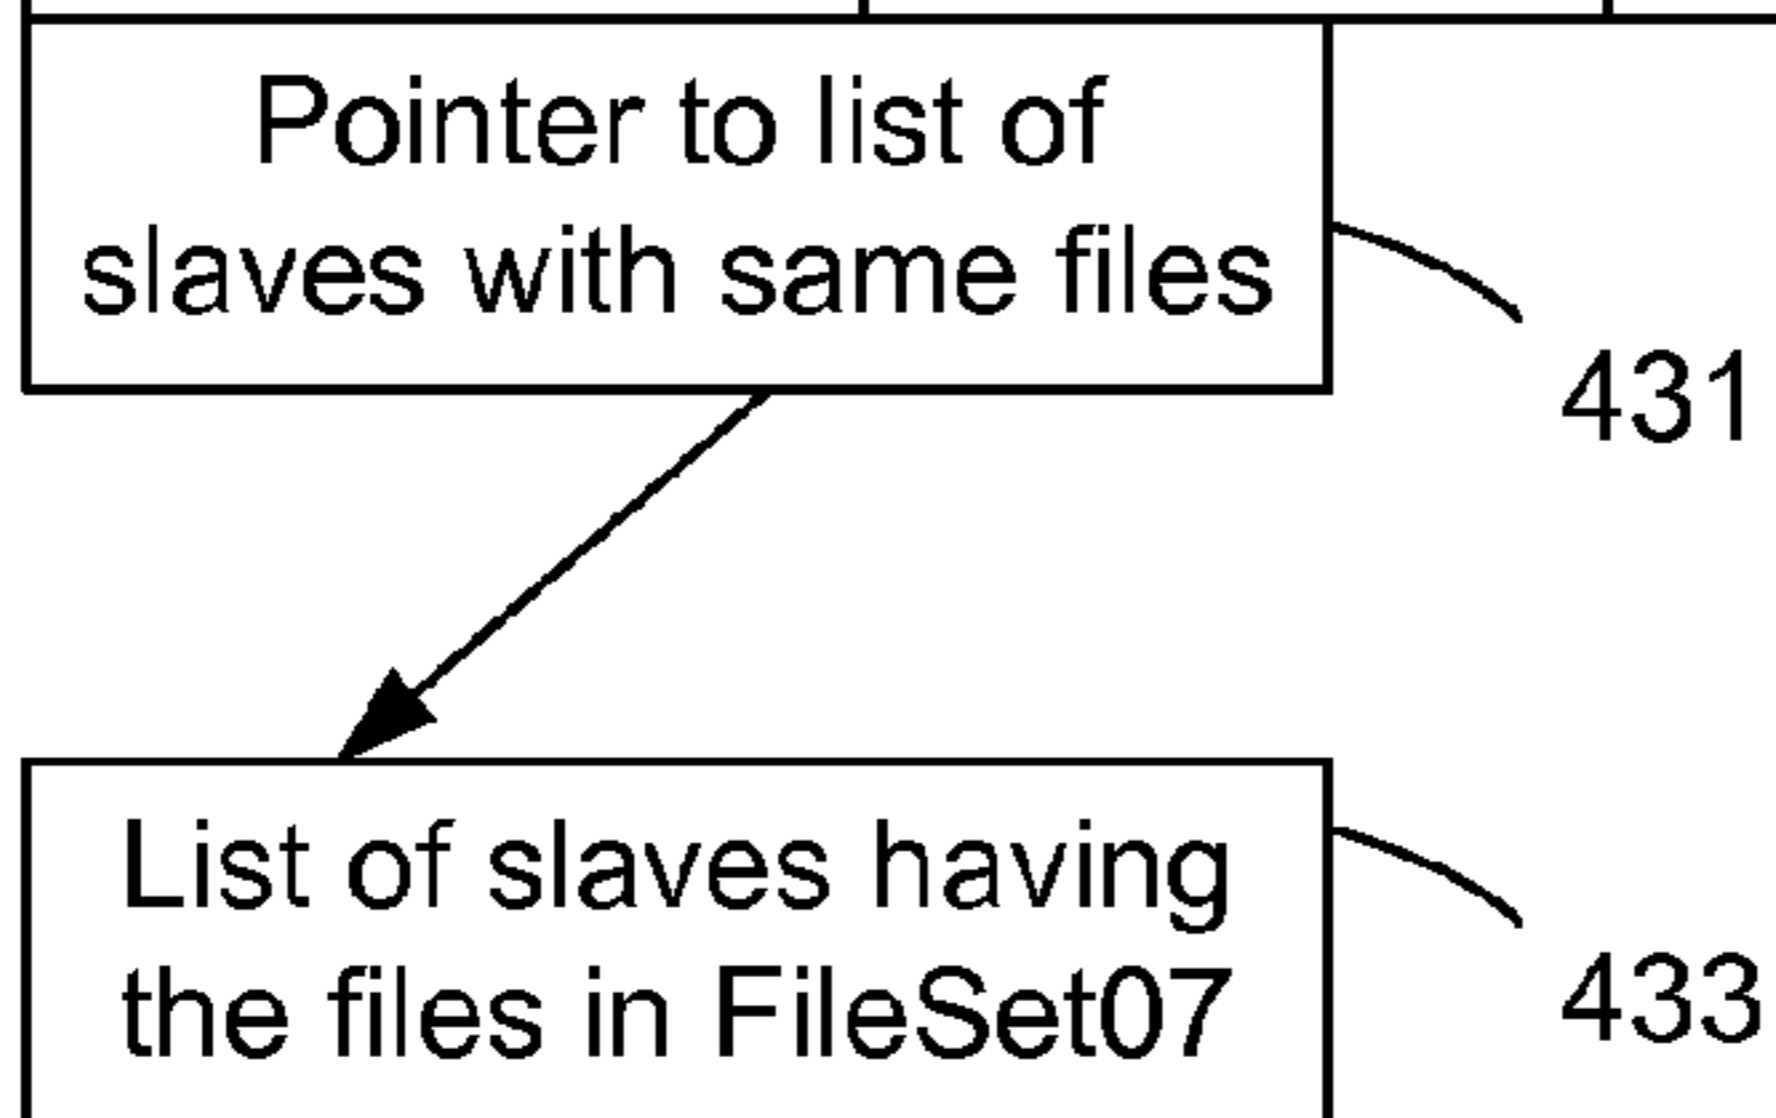 Pointer to list of
slaves with same files
431
List of slaves having
the files in FileSet07
433